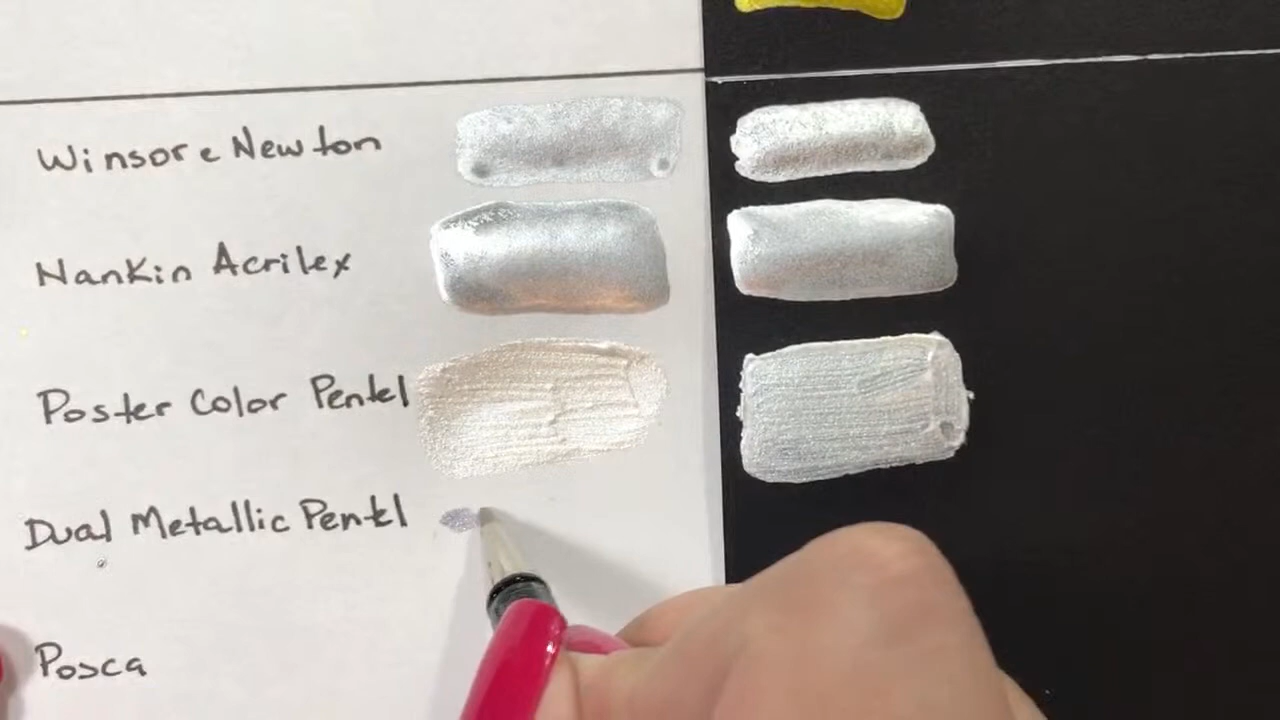 Winsor e Newton
Nankin Acrilex
Poster Color Pentel
Dual Metallic Pentel
Posca